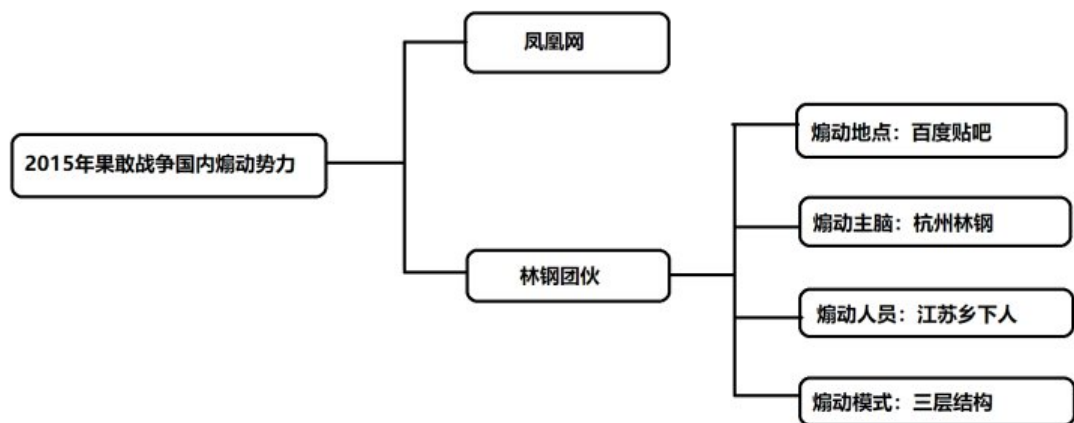 凤凰网
2015年果敢战争国内煽动势力
林钢团伙
煽动地点：百度贴吧
煽动主脑：杭州林钢
煽动人员：江苏乡下人
煽动模式：三层结构